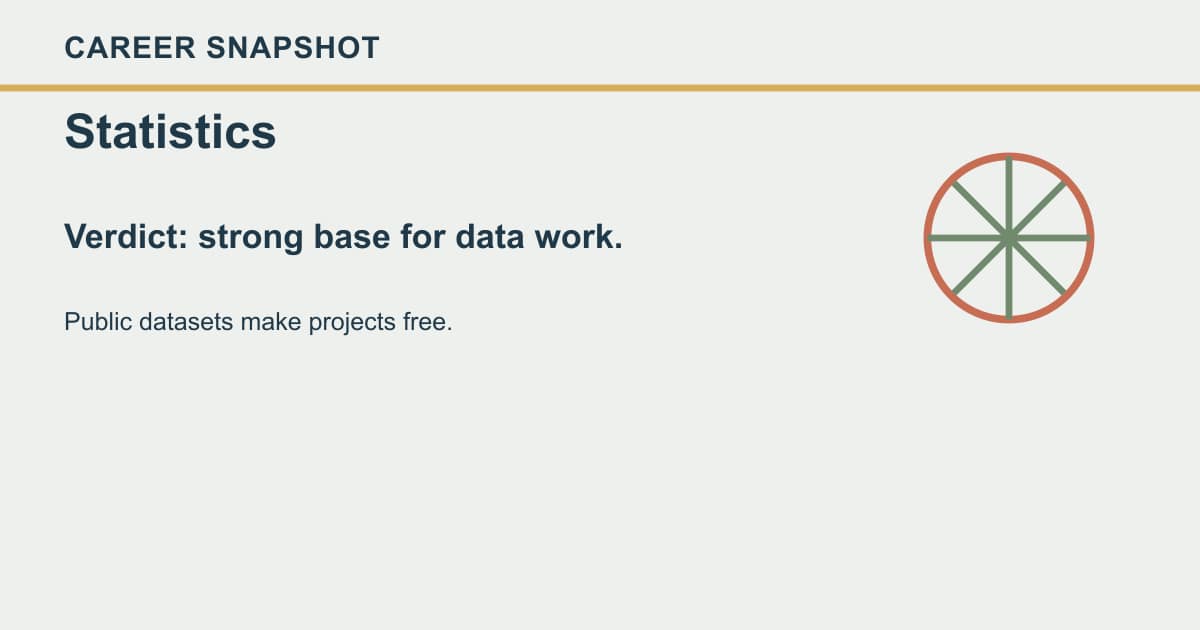 CAREER SNAPSHOT
Statistics
Verdict: strong base for data work.
Public datasets make projects free.